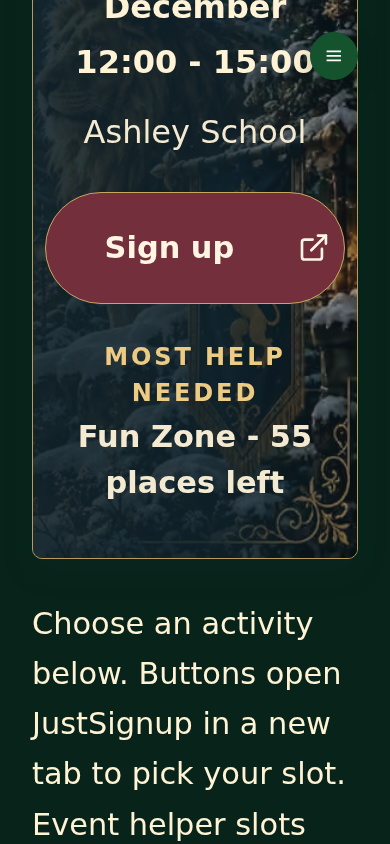 December
12:00 - 15:00
Ashley School
Sign up
MOST HELP
NEEDED
Fun Zone - 55
places left
Choose an activity
below. Buttons open
JustSignup in a new
tab to pick your slot.
Event helper slots